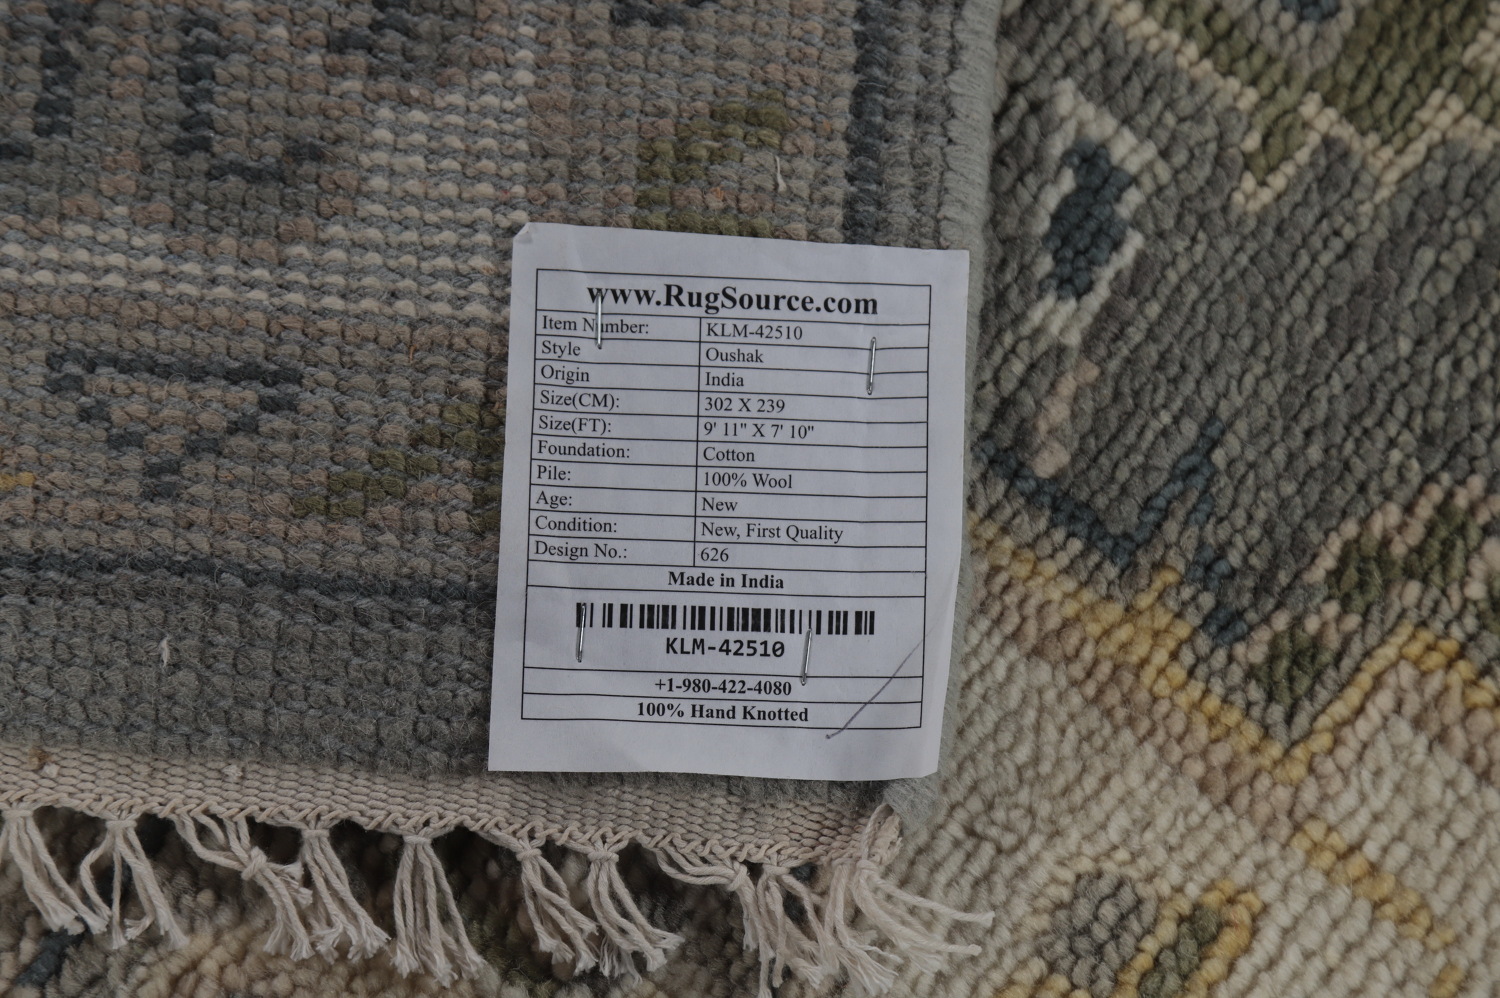 www.RugSource.com
Item Number: KLM-42510
Style Oushak
Origin India
Size(CM): 302 X 239
Size(FT): 9' 11" X 7' 10"
Foundation: Cotton
Pile: 100% Wool
Age: New
Condition: New, First Quality
Design No.: 626
Made in India
KLM-42510
+1-980-422-4080
100% Hand Knotted